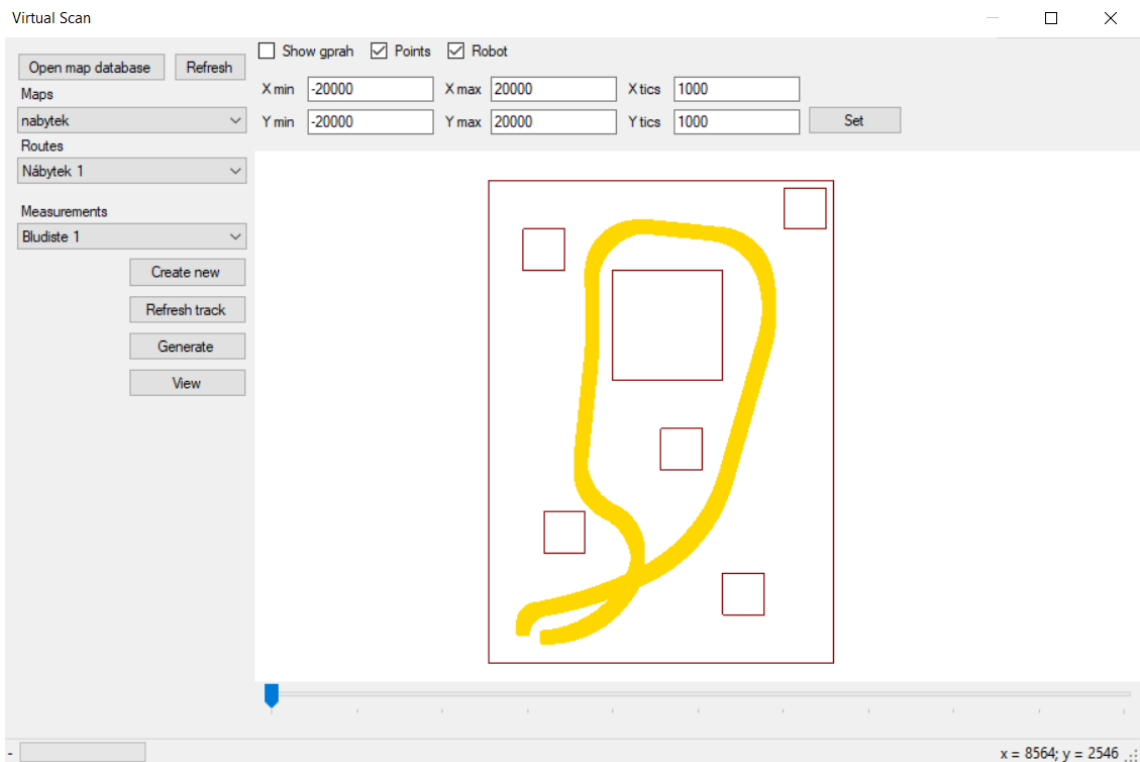 Virtual Scan
Open map database Refresh
Maps
nabytek
Routes
Nábytek 1
Measurements
Bludiste 1
Create new
Refresh track
Generate
View
Show gprah Points Robot
X min -20000 X max 20000 X tics 1000
Y min -20000 Y max 20000 Y tics 1000 Set
- x = 8564; y = 2546